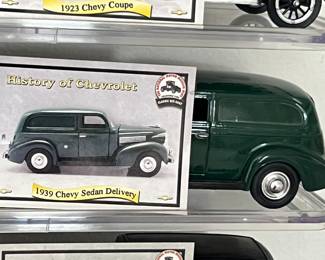 1923 Chevy Coupe
History of Chevrolet
1939 Chevy Sedan Delivery